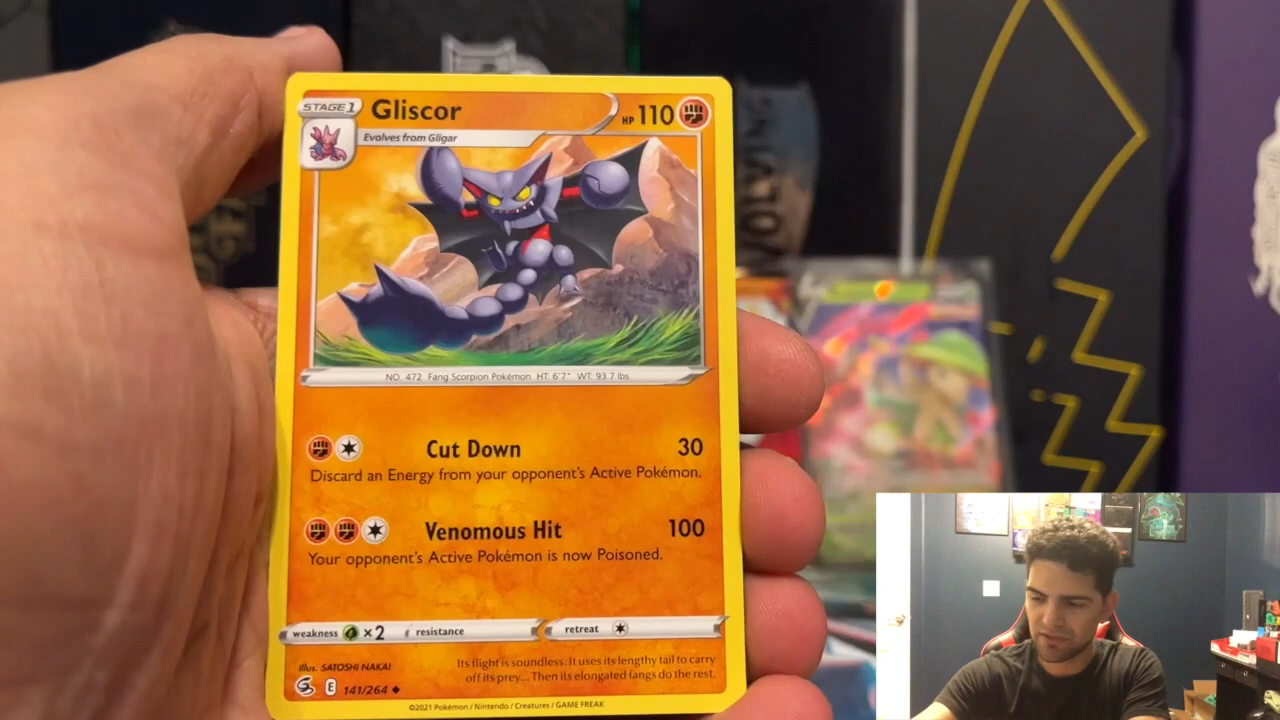 STAGE 1
Gliscor
HP 110
Evolves from Gligar
NO. 472 Fang Scorpion Pokémon HT: 6'7" WT: 93.7 lbs.
Cut Down 30
Discard an Energy from your opponent's Active Pokémon.
Venomous Hit 100
Your opponent's Active Pokémon is now Poisoned.
weakness ×2 resistance retreat
Illus. SATOSHI NAKAI
Its flight is soundless. It uses its lengthy tail to carry
off its prey... Then its elongated fangs do the rest.
E 141/264
©2021 Pokémon / Nintendo / Creatures / GAME FREAK
VOLVING